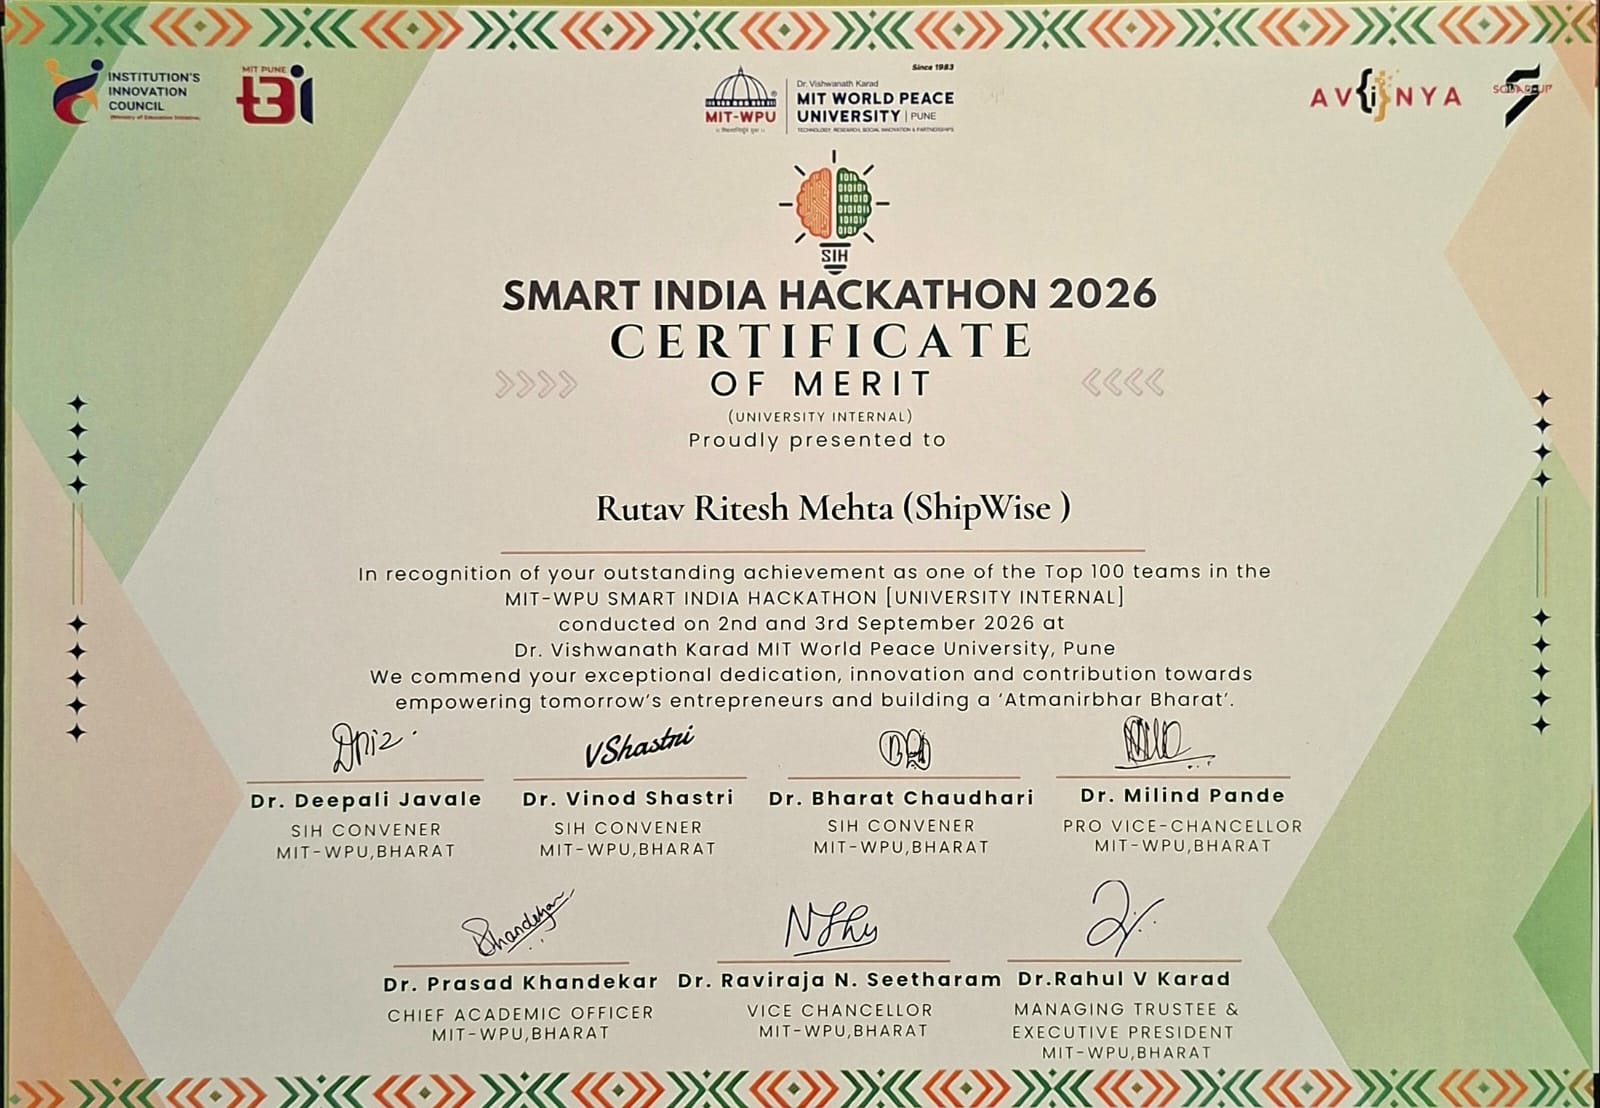 INSTITUTION'S
INNOVATION
COUNCIL
(Ministry of Education Initiative)
MIT PUNE
tBi
Since 1983
Dr. Vishwanath Karad
MIT WORLD PEACE
UNIVERSITY | PUNE
TECHNOLOGY, RESEARCH, SOCIAL INNOVATION & PARTNERSHIPS
MIT-WPU
॥ विश्वशान्तिर्ध्रुवं ध्रुवा ॥
AV{i}NYA
SQUAD-UP
SIH
SMART INDIA HACKATHON 2026
CERTIFICATE
OF MERIT
(UNIVERSITY INTERNAL)
Proudly presented to
Rutav Ritesh Mehta (ShipWise )
In recognition of your outstanding achievement as one of the Top 100 teams in the
MIT-WPU SMART INDIA HACKATHON [UNIVERSITY INTERNAL]
conducted on 2nd and 3rd September 2026 at
Dr. Vishwanath Karad MIT World Peace University, Pune
We commend your exceptional dedication, innovation and contribution towards
empowering tomorrow's entrepreneurs and building a 'Atmanirbhar Bharat'.
VShastri
Dr. Deepali Javale
SIH CONVENER
MIT-WPU,BHARAT
Dr. Vinod Shastri
SIH CONVENER
MIT-WPU,BHARAT
Dr. Bharat Chaudhari
SIH CONVENER
MIT-WPU,BHARAT
Dr. Milind Pande
PRO VICE-CHANCELLOR
MIT-WPU,BHARAT
Dr. Prasad Khandekar
CHIEF ACADEMIC OFFICER
MIT-WPU,BHARAT
Dr. Raviraja N. Seetharam
VICE CHANCELLOR
MIT-WPU,BHARAT
Dr.Rahul V Karad
MANAGING TRUSTEE &
EXECUTIVE PRESIDENT
MIT-WPU,BHARAT